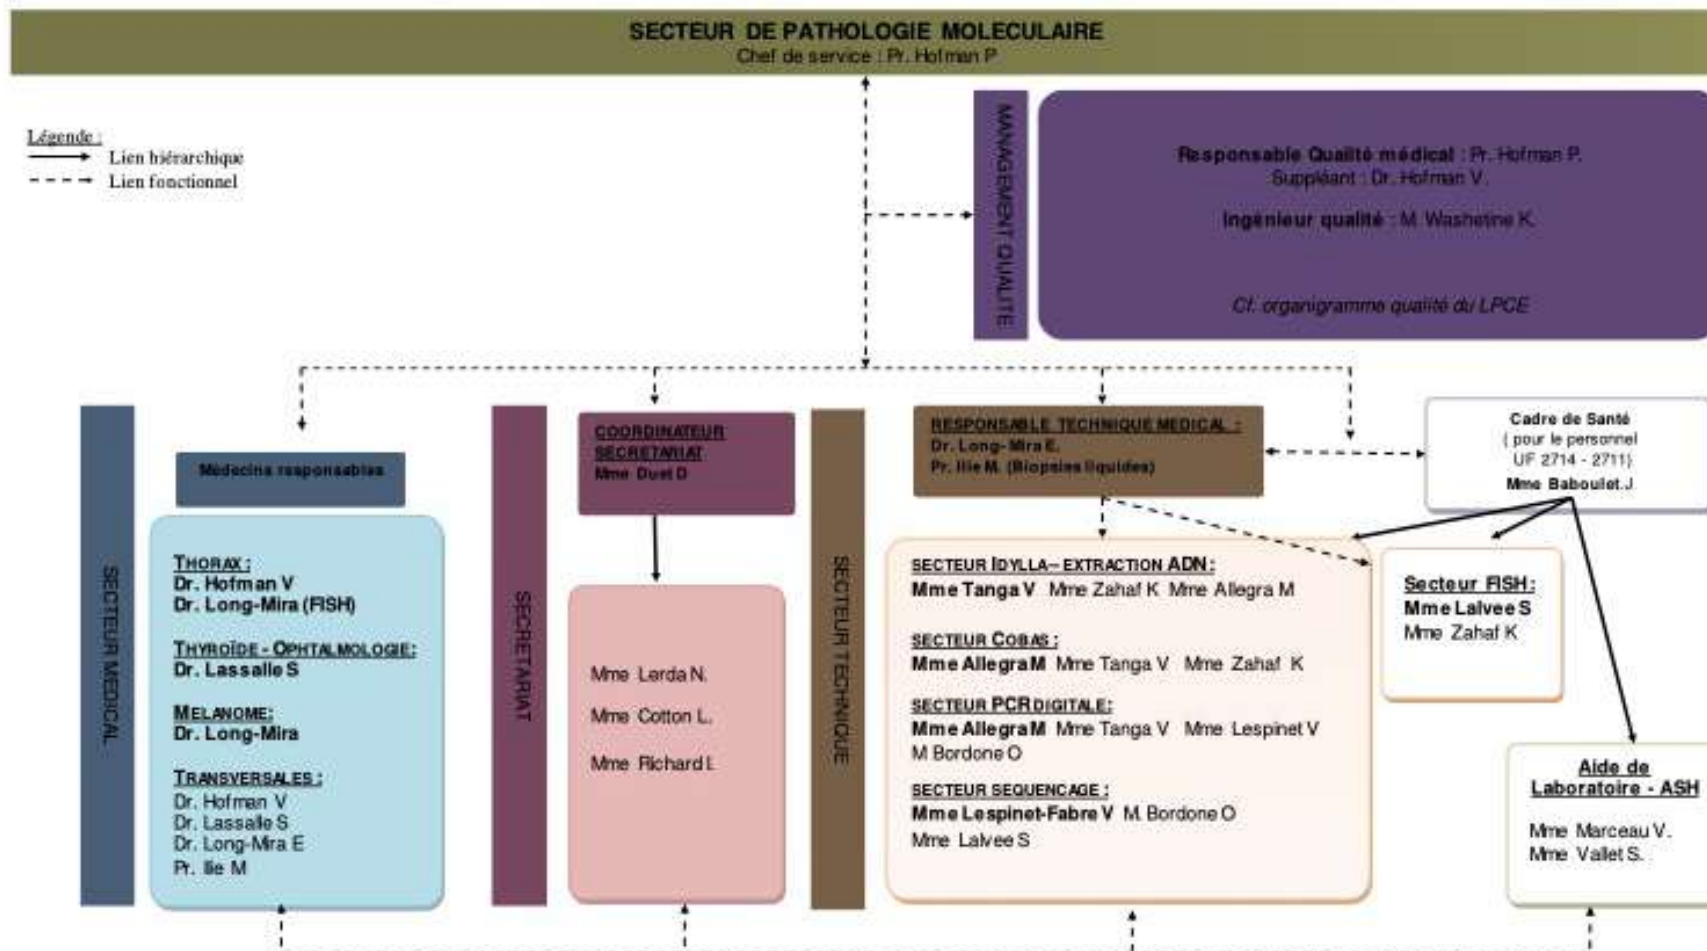 SECTEUR DE PATHOLOGIE MOLECULAIRE
Chef de service : Pr. Hofman P
Légende :
Lien hiérarchique
Lien fonctionnel
MANAGEMENT QUALITE
Responsable Qualité médical : Pr. Hofman P.
Suppléant : Dr. Hofman V.
Ingénieur qualité : M. Washetine K.
Cf. organigramme qualité du LPCE
SECTEUR MEDICAL
Médecins responsables
THORAX :
Dr. Hofman V
Dr. Long-Mira (FISH)
THYROÏDE - OPHTALMOLOGIE:
Dr. Lassalle S
MELANOME:
Dr. Long-Mira
TRANSVERSALES :
Dr. Hofman V
Dr. Lassalle S
Dr. Long-Mira E
Pr. Ilie M
SECRETARIAT
COORDINATEUR
SECRETARIAT
Mme Duet D
Mme Lerda N.
Mme Cotton L.
Mme Richard I.
SECTEUR TECHNIQUE
RESPONSABLE TECHNIQUE MEDICAL :
Dr. Long- Mira E.
Pr. Ilie M. (Biopsies liquides)
SECTEUR IDYLLA– EXTRACTION ADN :
Mme Tanga V Mme Zahaf K Mme Allegra M
SECTEUR COBAS :
Mme Allegra M Mme Tanga V Mme Zahaf K
SECTEUR PCR DIGITALE:
Mme Allegra M Mme Tanga V Mme Lespinet V
M Bordone O
SECTEUR SEQUENCAGE :
Mme Lespinet-Fabre V M. Bordone O
Mme Lalvee S
Cadre de Santé
( pour le personnel
UF 2714 - 2711)
Mme Baboulet.J
Secteur FISH :
Mme Lalvee S
Mme Zahaf K
Aide de
Laboratoire - ASH
Mme Marceau V.
Mme Vallet S.